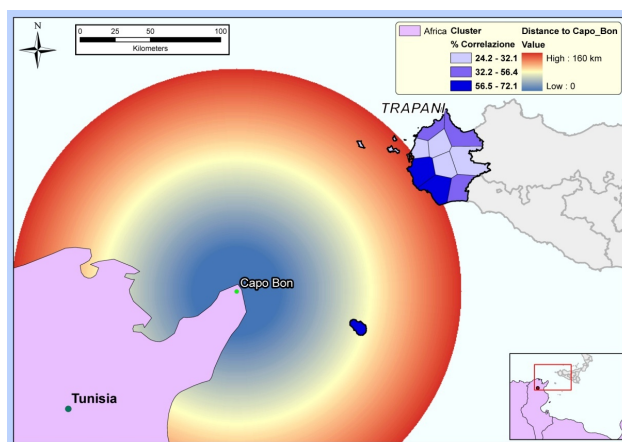 N
0 25 50 100
Kilometers
Africa
Cluster
% Correlazione
24.2 - 32.1
32.2 - 56.4
56.5 - 72.1
Distance to Capo_Bon
Value
High : 160 km
Low : 0
TRAPANI
Capo Bon
Tunisia